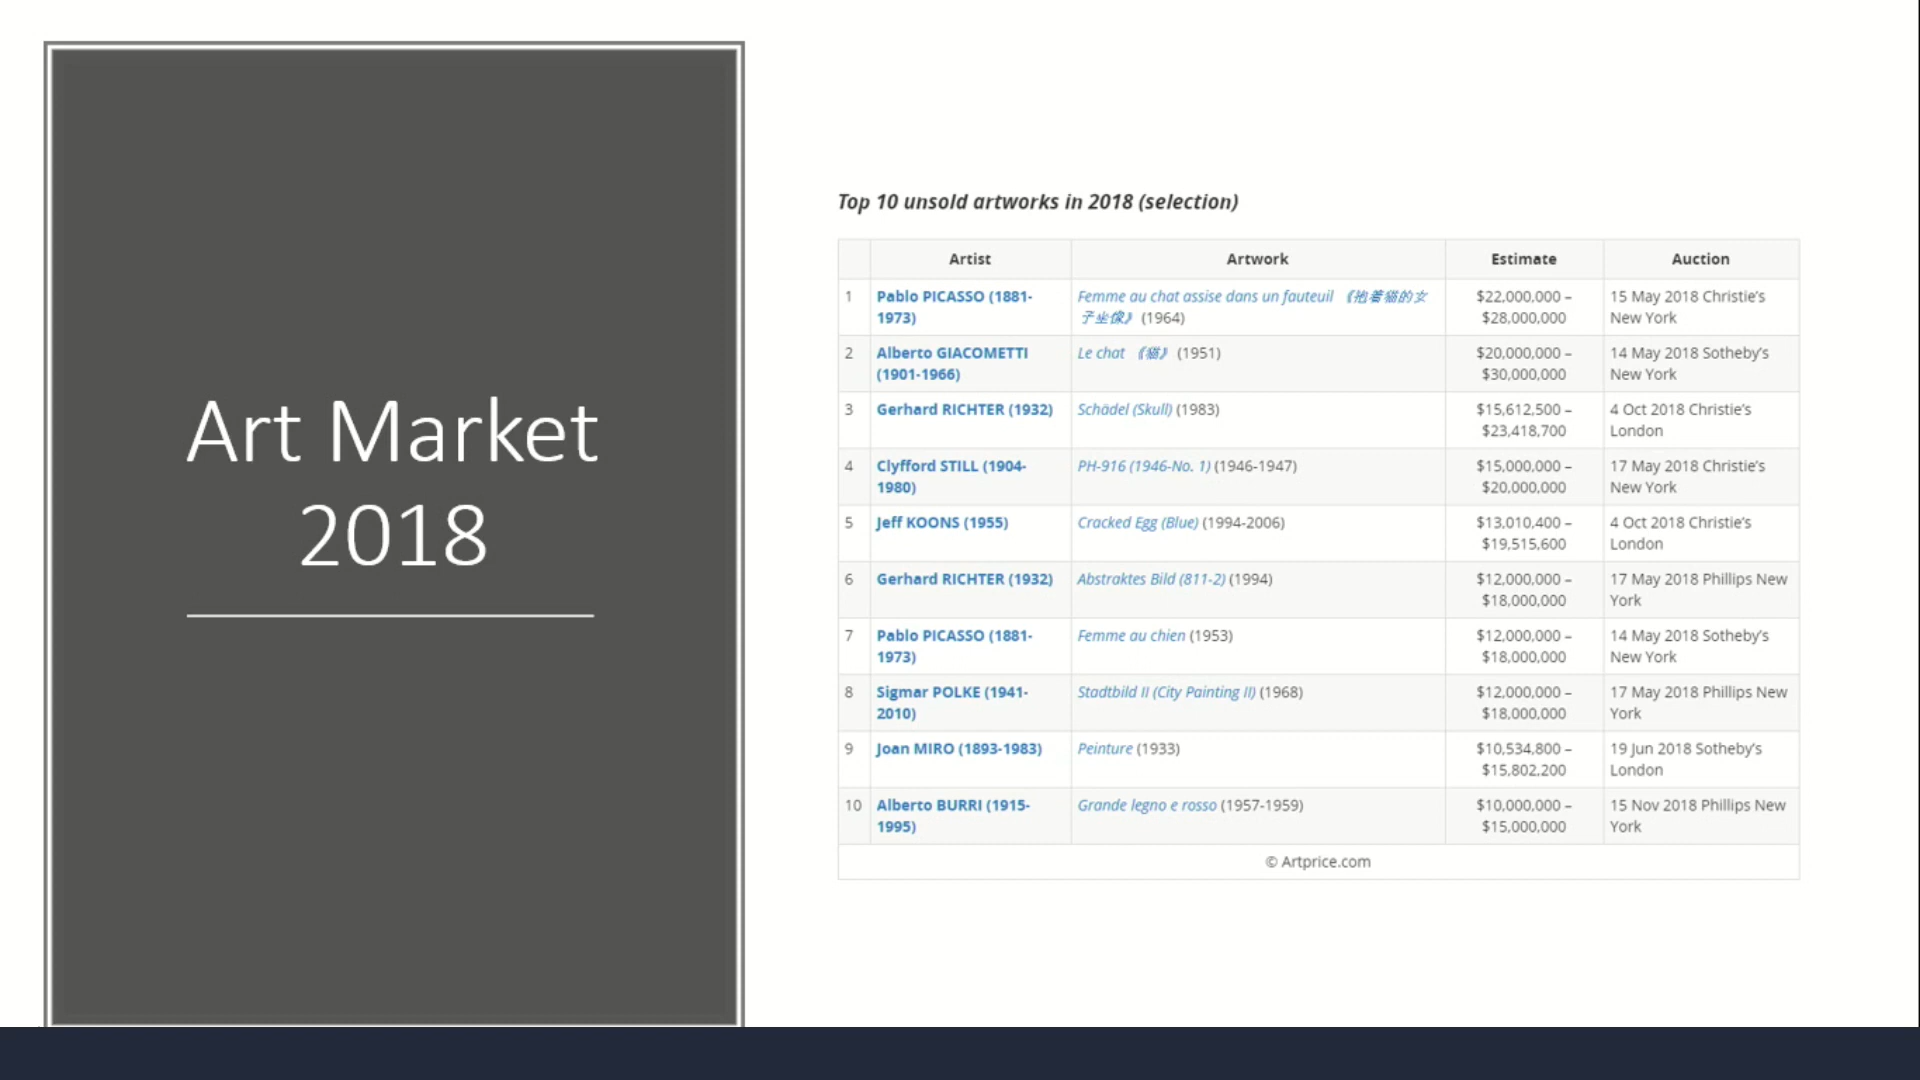 Art Market
2018
Top 10 unsold artworks in 2018 (selection)
Artist Artwork Estimate Auction
1 Pablo PICASSO (1881- Femme au chat assise dans un fauteuil 《抱著貓的女 $22,000,000 – 15 May 2018 Christie’s
1973) 子坐像》 (1964) $28,000,000 New York
2 Alberto GIACOMETTI Le chat 《貓》 (1951) $20,000,000 – 14 May 2018 Sotheby’s
(1901-1966) $30,000,000 New York
3 Gerhard RICHTER (1932) Schädel (Skull) (1983) $15,612,500 – 4 Oct 2018 Christie’s
$23,418,700 London
4 Clyfford STILL (1904- PH-916 (1946-No. 1) (1946-1947) $15,000,000 – 17 May 2018 Christie’s
1980) $20,000,000 New York
5 Jeff KOONS (1955) Cracked Egg (Blue) (1994-2006) $13,010,400 – 4 Oct 2018 Christie’s
$19,515,600 London
6 Gerhard RICHTER (1932) Abstraktes Bild (811-2) (1994) $12,000,000 – 17 May 2018 Phillips New
$18,000,000 York
7 Pablo PICASSO (1881- Femme au chien (1953) $12,000,000 – 14 May 2018 Sotheby’s
1973) $18,000,000 New York
8 Sigmar POLKE (1941- Stadtbild II (City Painting II) (1968) $12,000,000 – 17 May 2018 Phillips New
2010) $18,000,000 York
9 Joan MIRO (1893-1983) Peinture (1933) $10,534,800 – 19 Jun 2018 Sotheby’s
$15,802,200 London
10 Alberto BURRI (1915- Grande legno e rosso (1957-1959) $10,000,000 – 15 Nov 2018 Phillips New
1995) $15,000,000 York
© Artprice.com